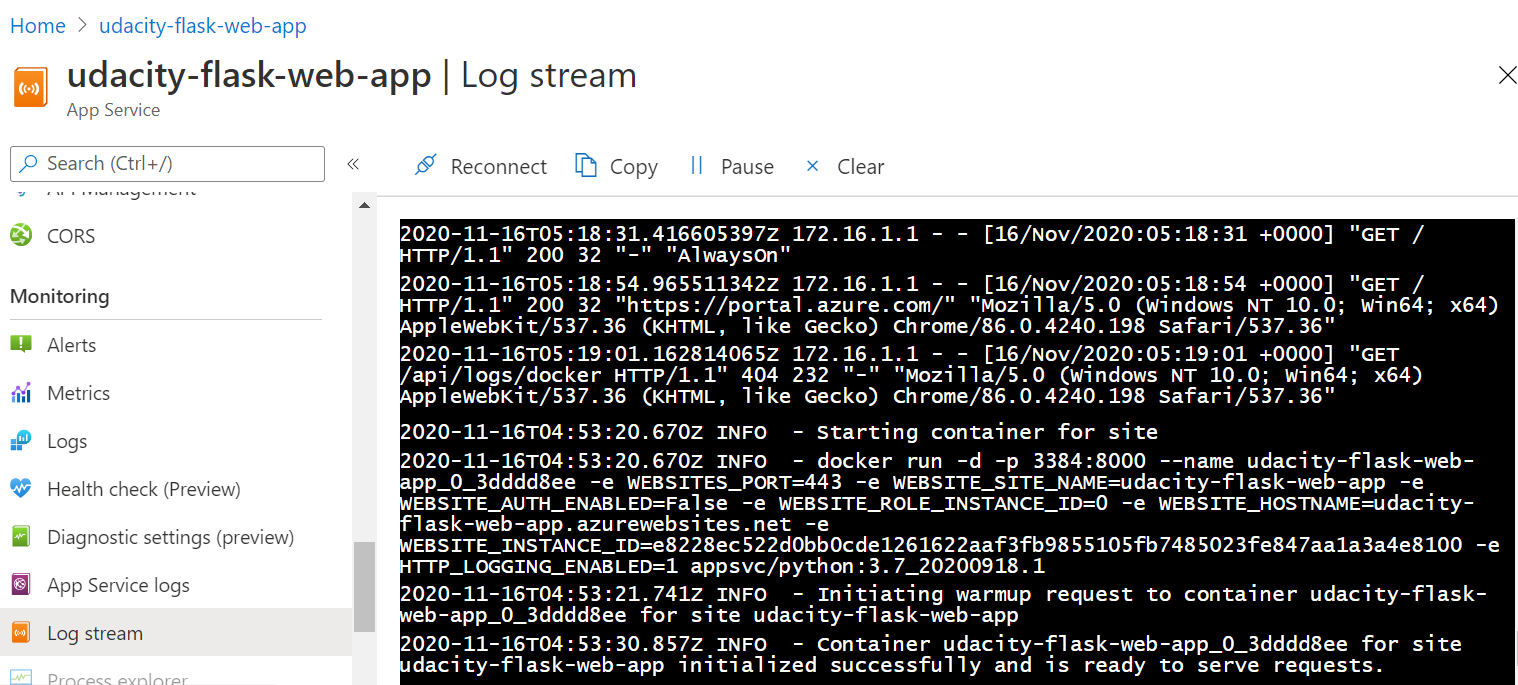 Home > udacity-flask-web-app
udacity-flask-web-app | Log stream
App Service
Search (Ctrl+/)
«
Reconnect
Copy
Pause
Clear
API Management
CORS
Monitoring
Alerts
Metrics
Logs
Health check (Preview)
Diagnostic settings (preview)
App Service logs
Log stream
Process explorer
2020-11-16T05:18:31.416605397Z 172.16.1.1 - - [16/Nov/2020:05:18:31 +0000] "GET /
HTTP/1.1" 200 32 "-" "AlwaysOn"
2020-11-16T05:18:54.965511342Z 172.16.1.1 - - [16/Nov/2020:05:18:54 +0000] "GET /
HTTP/1.1" 200 32 "https://portal.azure.com/" "Mozilla/5.0 (Windows NT 10.0; Win64; x64)
AppleWebKit/537.36 (KHTML, like Gecko) Chrome/86.0.4240.198 Safari/537.36"
2020-11-16T05:19:01.162814065Z 172.16.1.1 - - [16/Nov/2020:05:19:01 +0000] "GET
/api/logs/docker HTTP/1.1" 404 232 "-" "Mozilla/5.0 (Windows NT 10.0; Win64; x64)
AppleWebKit/537.36 (KHTML, like Gecko) Chrome/86.0.4240.198 Safari/537.36"
2020-11-16T04:53:20.670Z INFO  - Starting container for site
2020-11-16T04:53:20.670Z INFO  - docker run -d -p 3384:8000 --name udacity-flask-web-
app_0_3dddd8ee -e WEBSITES_PORT=443 -e WEBSITE_SITE_NAME=udacity-flask-web-app -e
WEBSITE_AUTH_ENABLED=False -e WEBSITE_ROLE_INSTANCE_ID=0 -e WEBSITE_HOSTNAME=udacity-
flask-web-app.azurewebsites.net -e
WEBSITE_INSTANCE_ID=e8228ec522d0bb0cde1261622aaf3fb9855105fb7485023fe847aa1a3a4e8100 -e
HTTP_LOGGING_ENABLED=1 appsvc/python:3.7_20200918.1
2020-11-16T04:53:21.741Z INFO  - Initiating warmup request to container udacity-flask-
web-app_0_3dddd8ee for site udacity-flask-web-app
2020-11-16T04:53:30.857Z INFO  - Container udacity-flask-web-app_0_3dddd8ee for site
udacity-flask-web-app initialized successfully and is ready to serve requests.